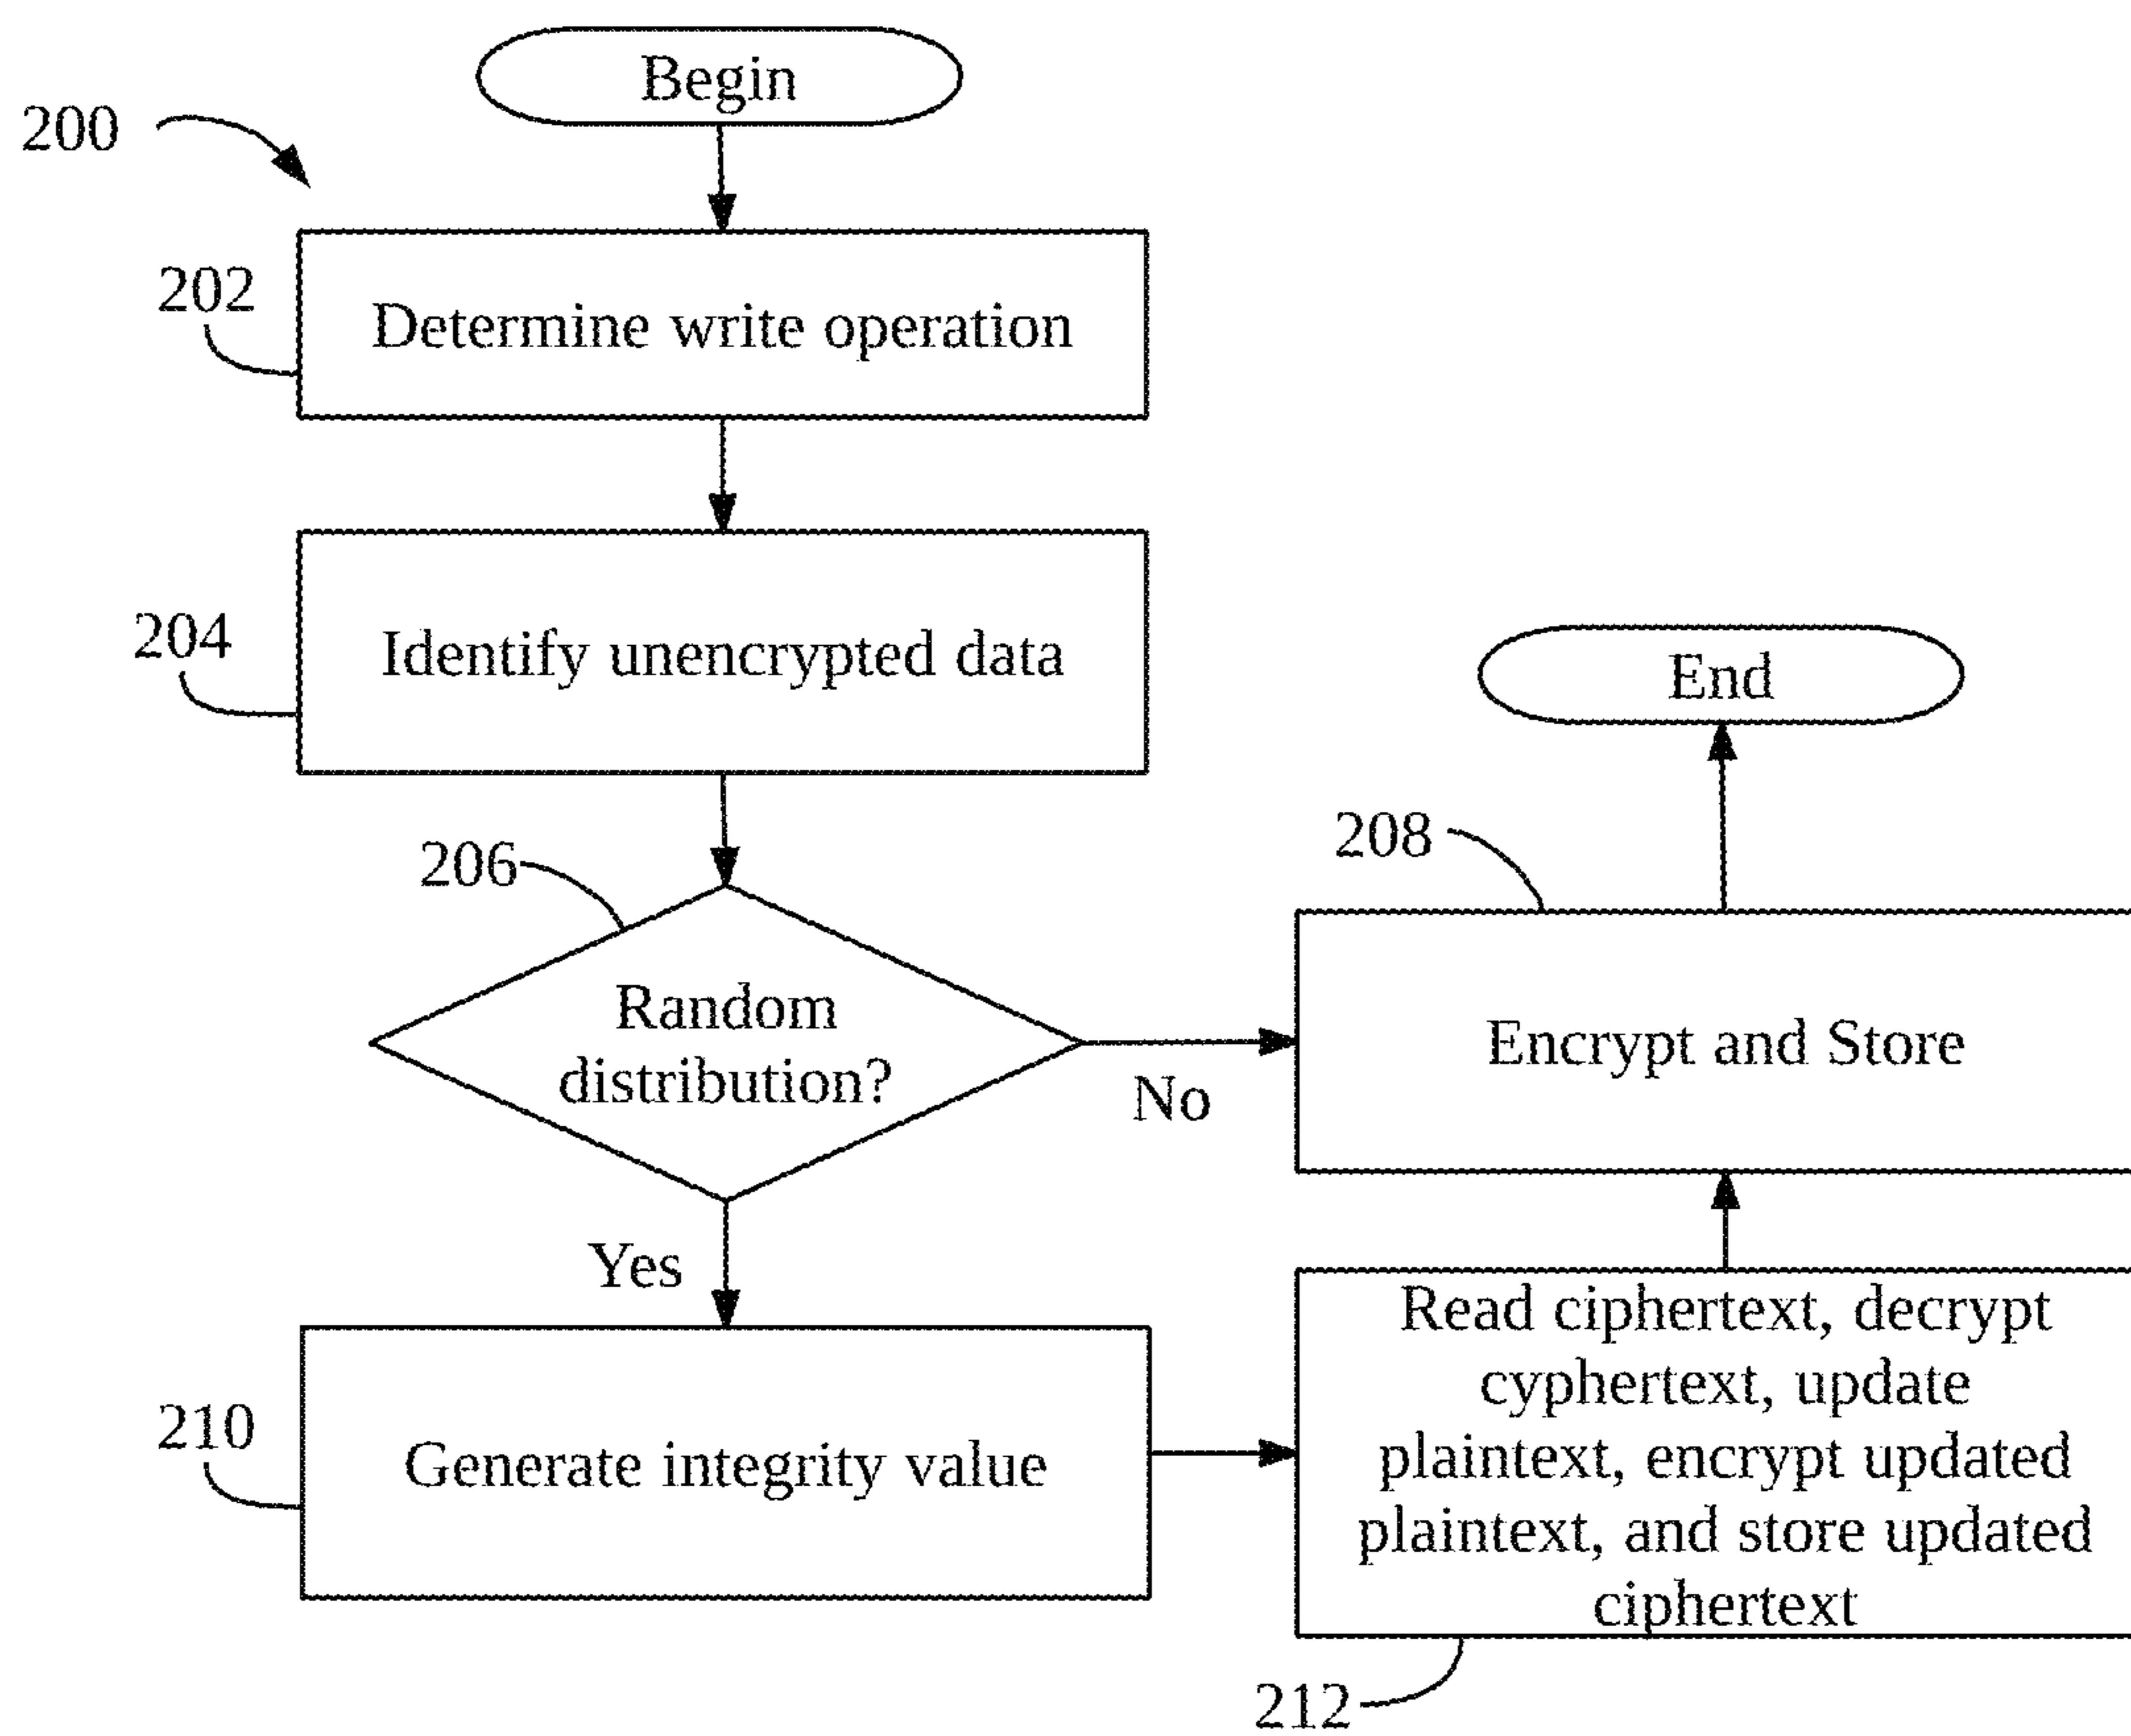 Begin
200
202
Determine write operation
204
Identify unencrypted data
End
206
208
Random
distribution?
No
Encrypt and Store
Yes
210
Generate integrity value
Read ciphertext, decrypt
cyphertext, update
plaintext, encrypt updated
plaintext, and store updated
ciphertext
212